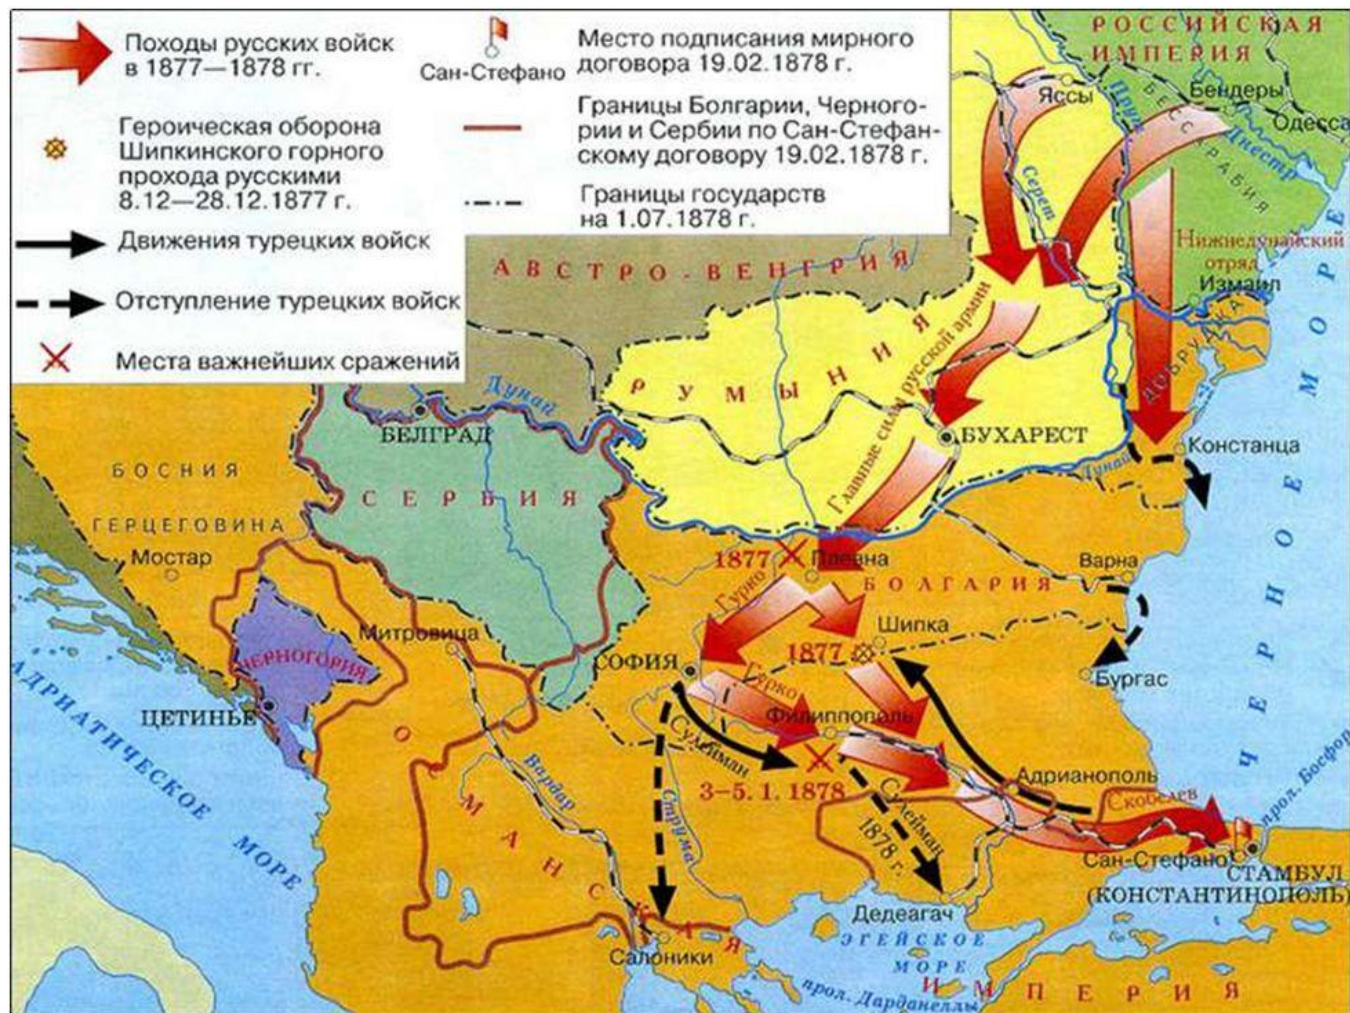 Походы русских войск
в 1877—1878 гг.
Героическая оборона
Шипкинского горного
прохода русскими
8.12—28.12.1877 г.
Движения турецких войск
Отступление турецких войск
Места важнейших сражений
Сан-Стефано
Место подписания мирного
договора 19.02.1878 г.
Границы Болгарии, Черного-
рии и Сербии по Сан-Стефан-
скому договору 19.02.1878 г.
Границы государств
на 1.07.1878 г.
РОССИЙСКАЯ
ИМПЕРИЯ
Яссы
Прут
Бендеры
БЕССАРАБИЯ
Одесса
Днестр
Серет
Нижнедунайский
отряд
Измаил
ДОБРУДЖА
АВСТРО-ВЕНГРИЯ
РУМЫНИЯ
Главные силы русской армии
Дунай
БЕЛГРАД
БУХАРЕСТ
Констанца
Дунай
БОСНИЯ
ГЕРЦЕГОВИНА
СЕРБИЯ
Мостар
1877
Плевна
БОЛГАРИЯ
Варна
Гурко
Шипка
1877
Митровица
СОФИЯ
ЧЕРНОГОРИЯ
Гурко
Бургас
ЦЕТИНЬЕ
Филиппополь
Сулейман
3–5. 1. 1878
Адрианополь
Скобелев
прол. Босфор
Вардар
Струма
Сулейман
1878 г.
Сан-Стефано
СТАМБУЛ
(КОНСТАНТИНОПОЛЬ)
Дедеагач
Салоники
ЭГЕЙСКОЕ
МОРЕ
прол. Дарданеллы
ОСМАНСКАЯ
ИМПЕРИЯ
АДРИАТИЧЕСКОЕ МОРЕ
ЧЕРНОЕ МОРЕ